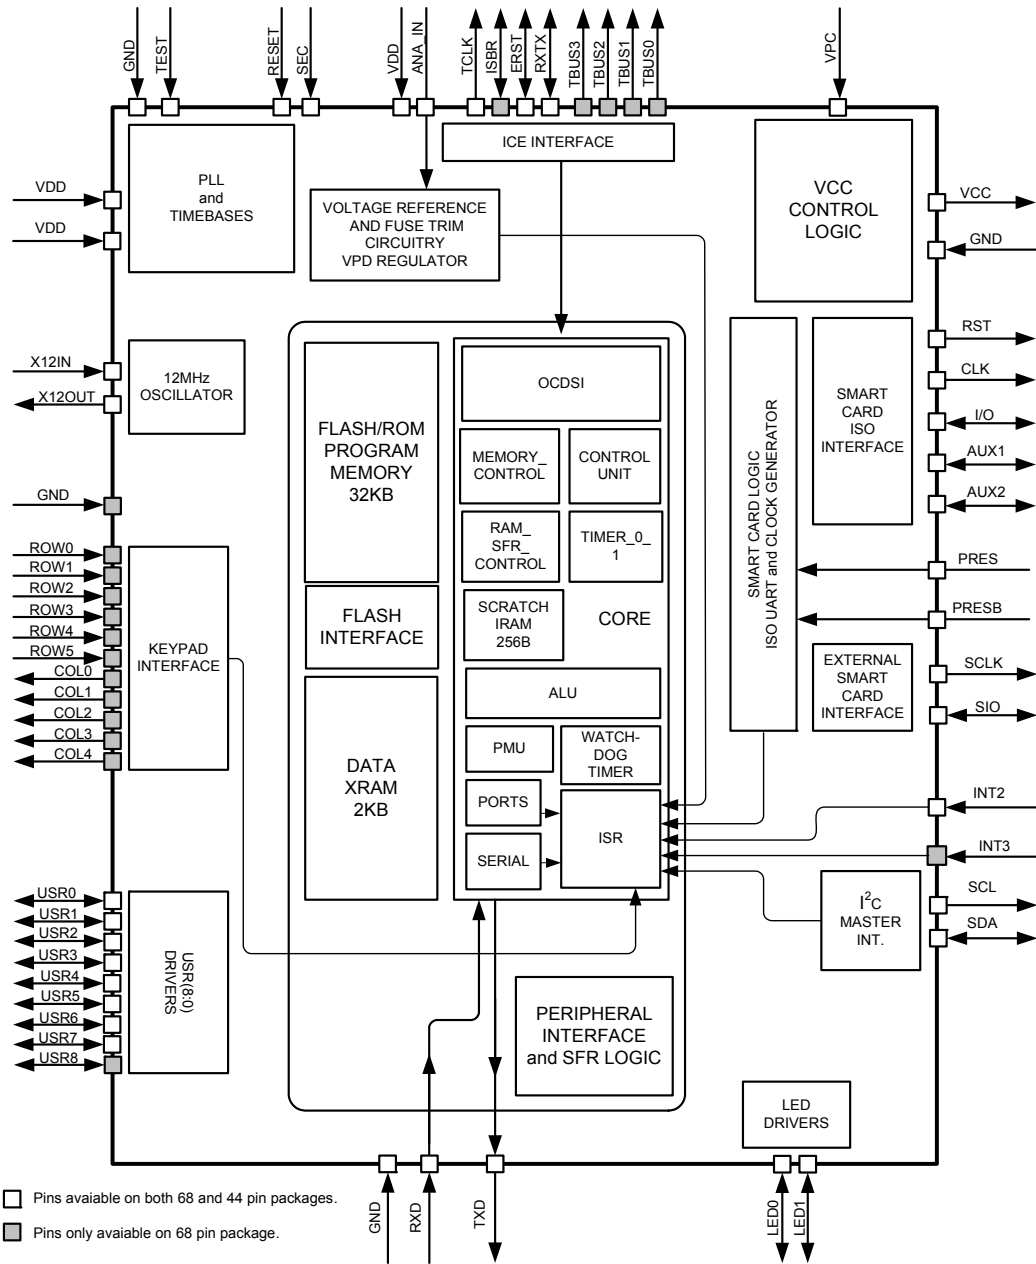 GND
TEST
RESET
SEC
VDD
ANA_IN
TCLK
ISBR
ERST
RXTX
TBUS3
TBUS2
TBUS1
TBUS0
VPC
ICE INTERFACE
PLL
and
TIMEBASES
VOLTAGE REFERENCE
AND FUSE TRIM
CIRCUITRY
VPD REGULATOR
VCC
CONTROL
LOGIC
VDD
VDD
VCC
GND
X12IN
X12OUT
12MHz
OSCILLATOR
FLASH/ROM
PROGRAM
MEMORY
32KB
OCDSI
MEMORY_
CONTROL
CONTROL
UNIT
RAM_
SFR_
CONTROL
TIMER_0_
1
SCRATCH
IRAM
256B
CORE
FLASH
INTERFACE
ALU
PMU
WATCH-
DOG
TIMER
DATA
XRAM
2KB
PORTS
SERIAL
ISR
SMART CARD LOGIC
ISO UART and CLOCK GENERATOR
SMART
CARD
ISO
INTERFACE
RST
CLK
I/O
AUX1
AUX2
PRES
PRESB
EXTERNAL
SMART
CARD
INTERFACE
SCLK
SIO
INT2
INT3
I2C
MASTER
INT.
SCL
SDA
GND
ROW0
ROW1
ROW2
ROW3
ROW4
ROW5
COL0
COL1
COL2
COL3
COL4
KEYPAD
INTERFACE
USR0
USR1
USR2
USR3
USR4
USR5
USR6
USR7
USR8
USR(8:0)
DRIVERS
PERIPHERAL
INTERFACE
and SFR LOGIC
LED
DRIVERS
GND
RXD
TXD
LED0
LED1
Pins avaiable on both 68 and 44 pin packages.
Pins only avaiable on 68 pin package.